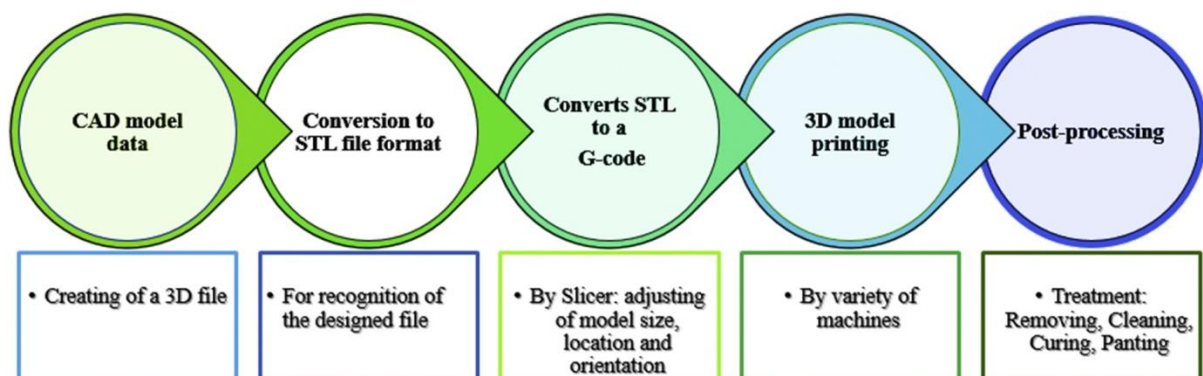 CAD model
data
Conversion to
STL file format
Converts STL
to a
G-code
3D model
printing
Post-processing
• Creating of a 3D file
• For recognition of
the designed file
• By Slicer: adjusting
of model size,
location and
orientation
• By variety of
machines
• Treatment:
Removing, Cleaning,
Curing, Panting